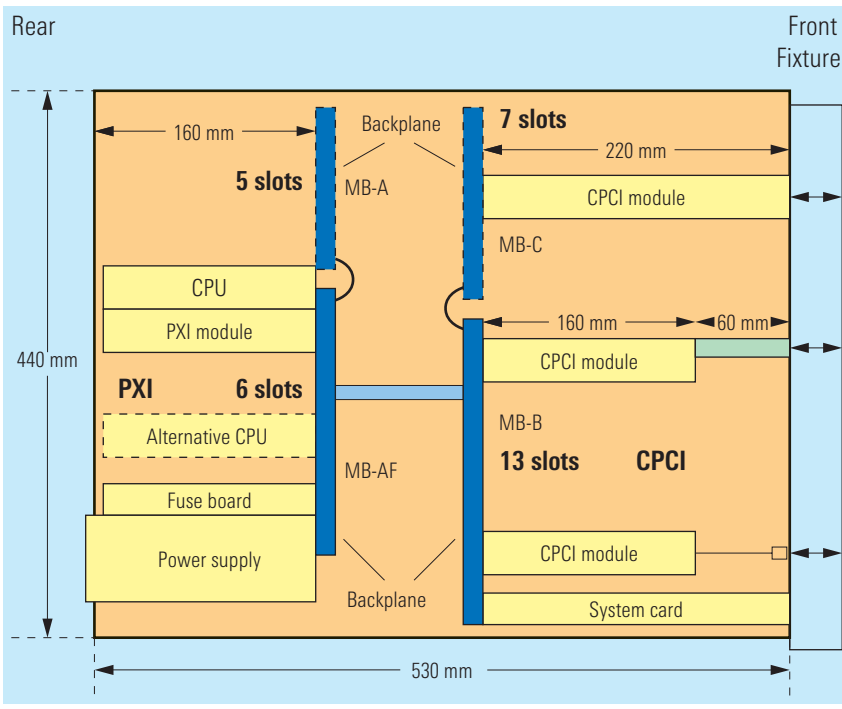 Rear
Front
Fixture
Backplane
7 slots
160 mm
220 mm
5 slots
MB-A
CPCI module
MB-C
CPU
160 mm
60 mm
PXI module
440 mm
CPCI module
PXI
6 slots
MB-B
Alternative CPU
13 slots
CPCI
MB-AF
Fuse board
Power supply
CPCI module
Backplane
System card
530 mm